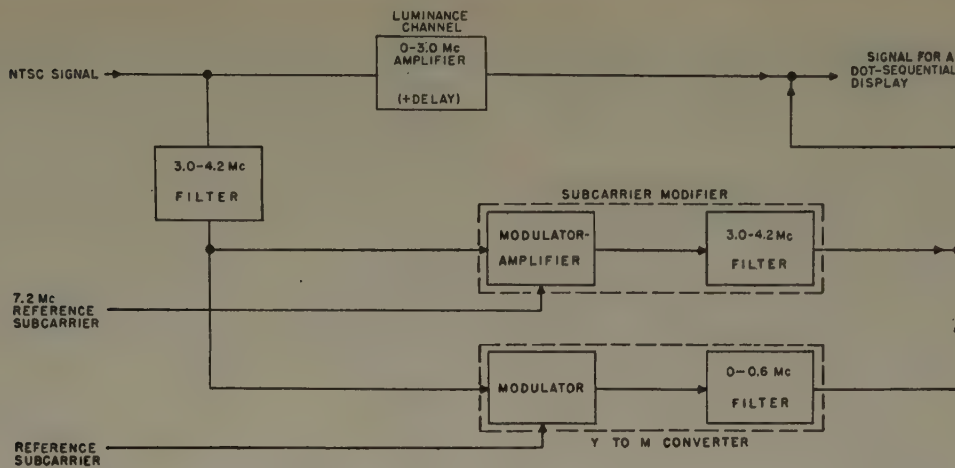 LUMINANCE
CHANNEL
0-3.0 Mc
AMPLIFIER
(+DELAY)
NTSC SIGNAL
SIGNAL FOR A
DOT-SEQUENTIAL
DISPLAY
3.0-4.2 Mc
FILTER
SUBCARRIER MODIFIER
MODULATOR-
AMPLIFIER
3.0-4.2Mc
FILTER
7.2 Mc
REFERENCE
SUBCARRIER
MODULATOR
0-0.6 Mc
FILTER
Y TO M CONVERTER
REFERENCE
SUBCARRIER